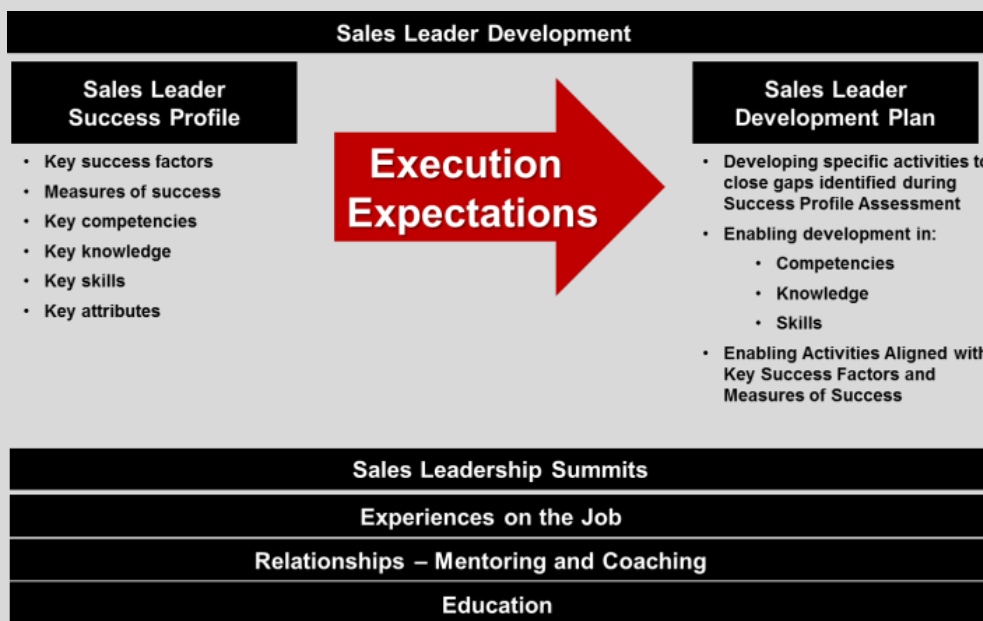 Sales Leader Development
Sales Leader
Success Profile
• Key success factors
• Measures of success
• Key competencies
• Key knowledge
• Key skills
• Key attributes
Execution
Expectations
Sales Leader
Development Plan
• Developing specific activities to
close gaps identified during
Success Profile Assessment
• Enabling development in:
• Competencies
• Knowledge
• Skills
• Enabling Activities Aligned with
Key Success Factors and
Measures of Success
Sales Leadership Summits
Experiences on the Job
Relationships – Mentoring and Coaching
Education